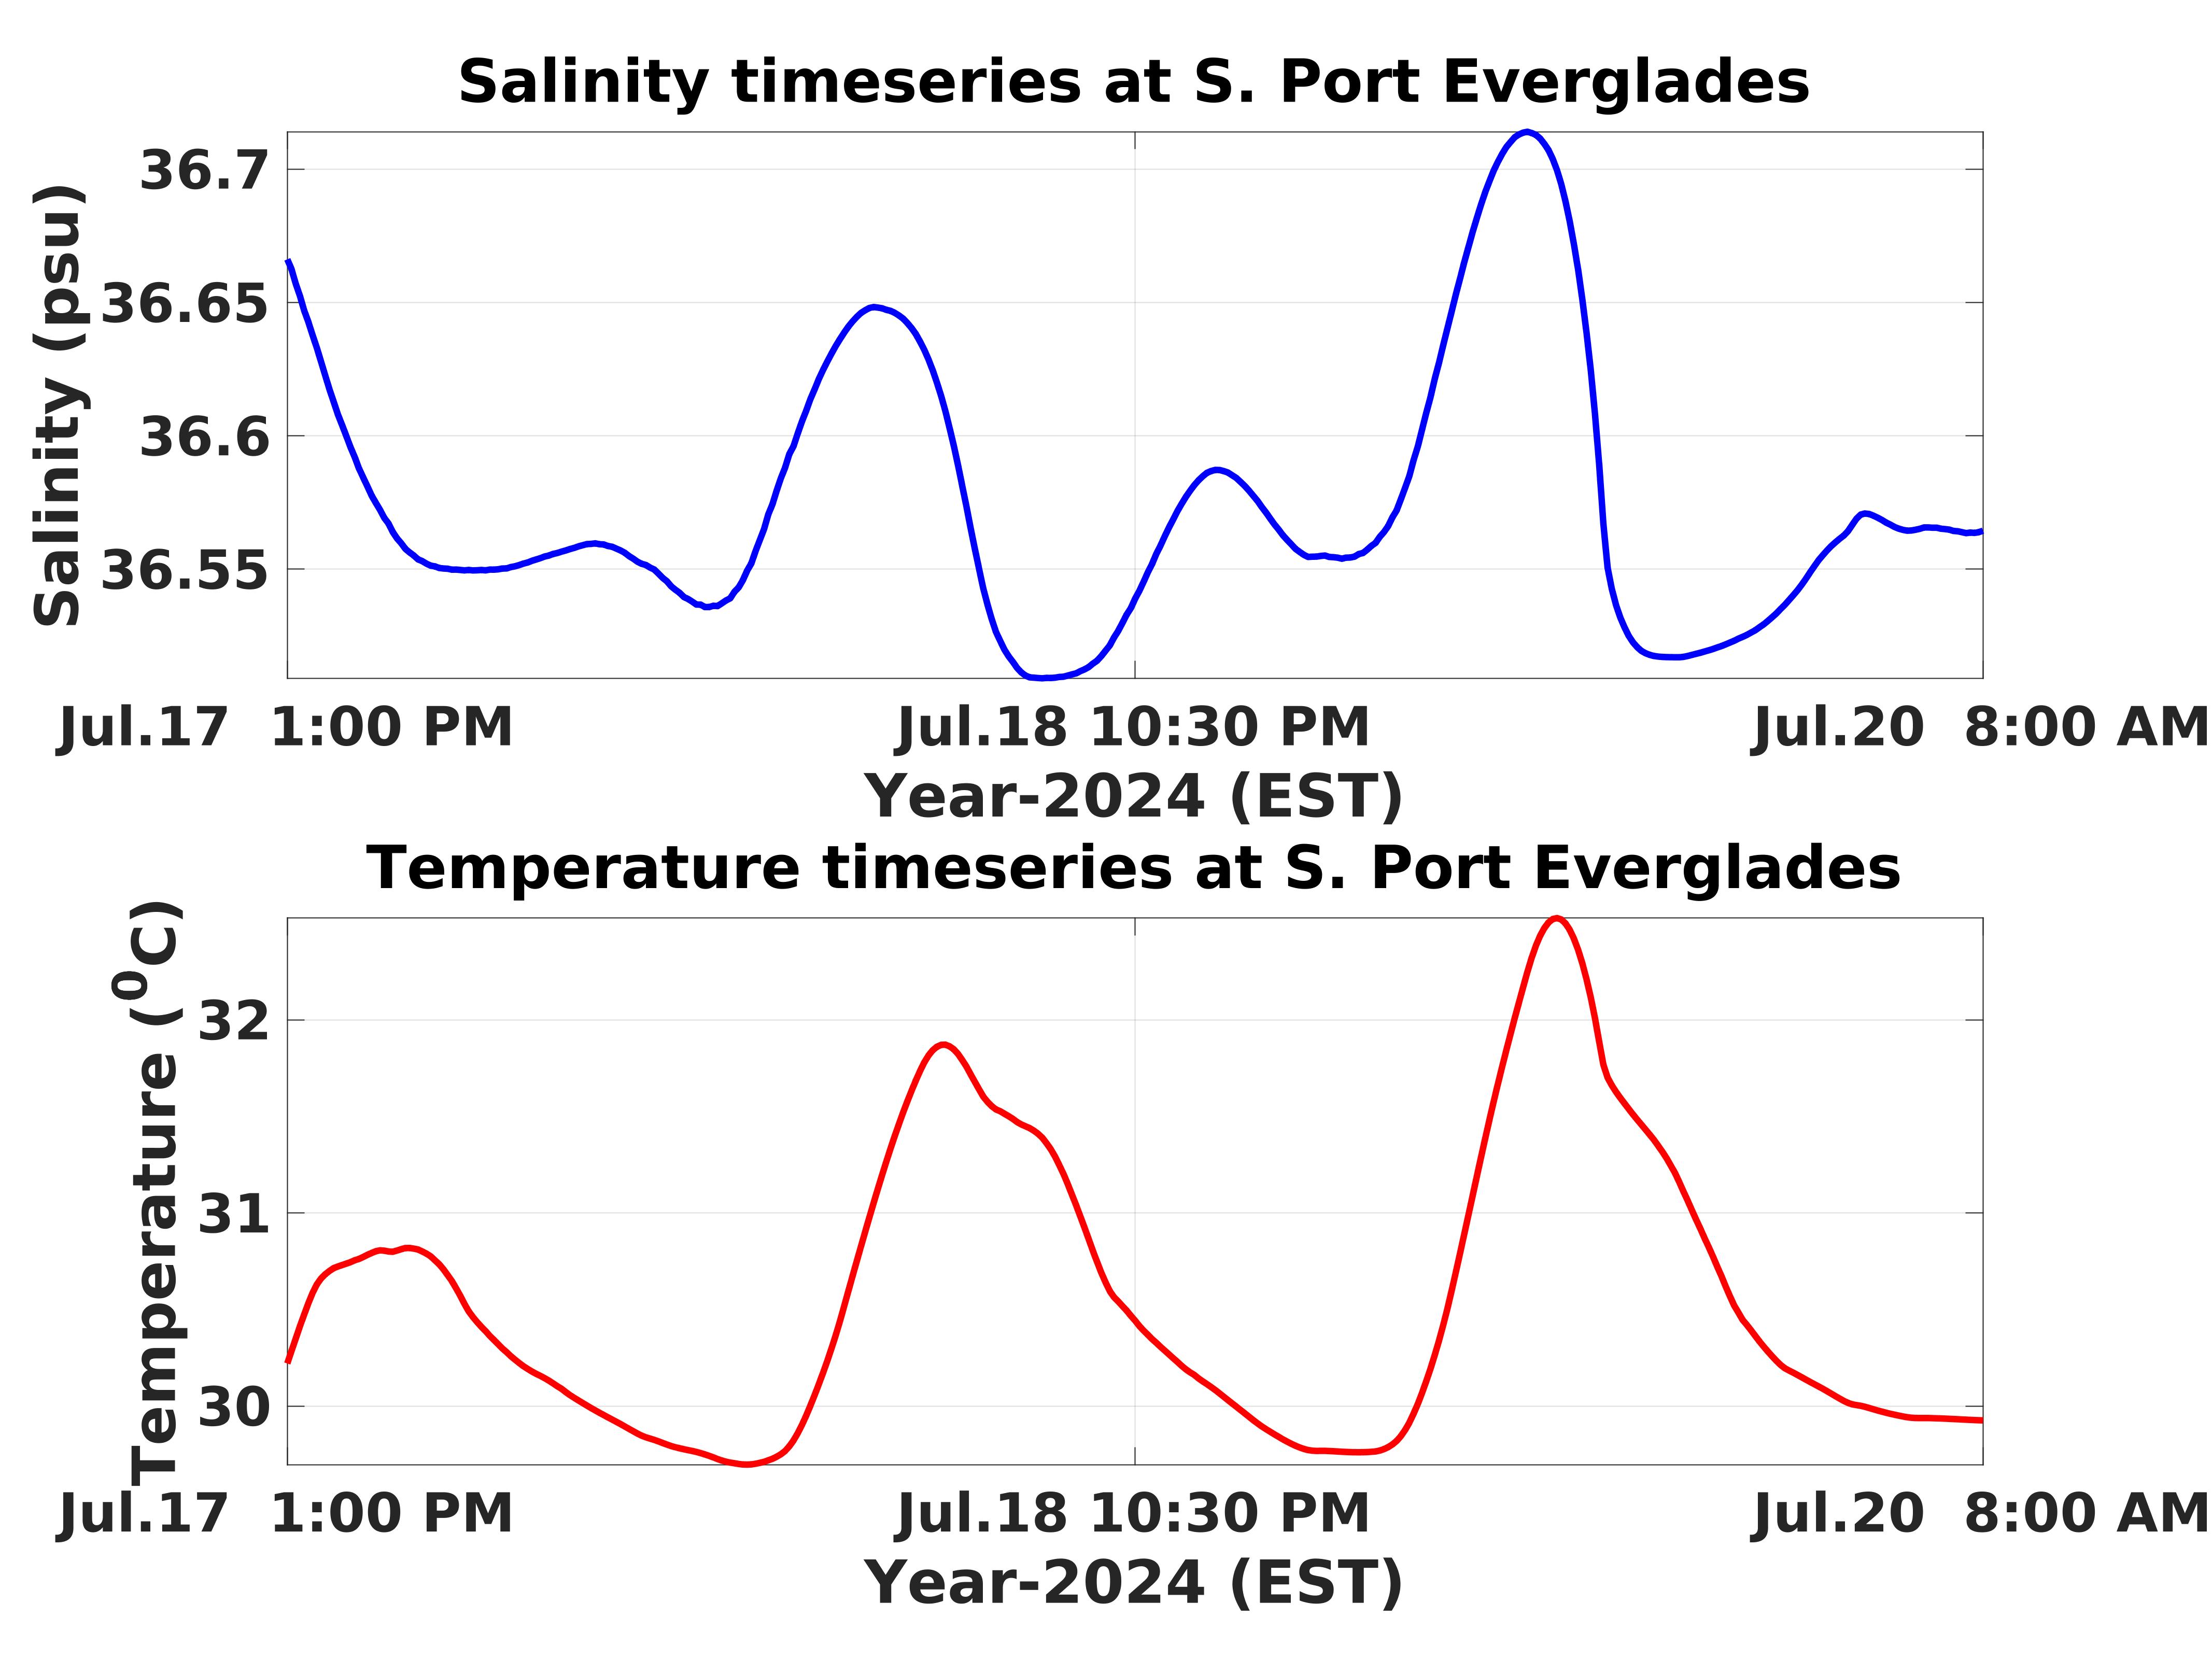 Salinity timeseries at S. Port Everglades
Salinity (psu)
36.7
36.65
36.6
36.55
Jul.17  1:00 PM
Jul.18 10:30 PM
Jul.20  8:00 AM
Year-2024 (EST)
Temperature timeseries at S. Port Everglades
Temperature (⁰C)
32
31
30
Jul.17  1:00 PM
Jul.18 10:30 PM
Jul.20  8:00 AM
Year-2024 (EST)